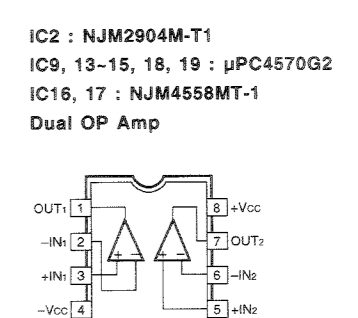 IC2 : NJM2904M-T1
IC9, 13~15, 18, 19 : µPC4570G2
IC16, 17 : NJM4558MT-1
Dual OP Amp
OUT1 1 8 +VCC
−IN1 2 7 OUT2
+ − − +
+IN1 3 6 −IN2
−VCC 4 5 +IN2